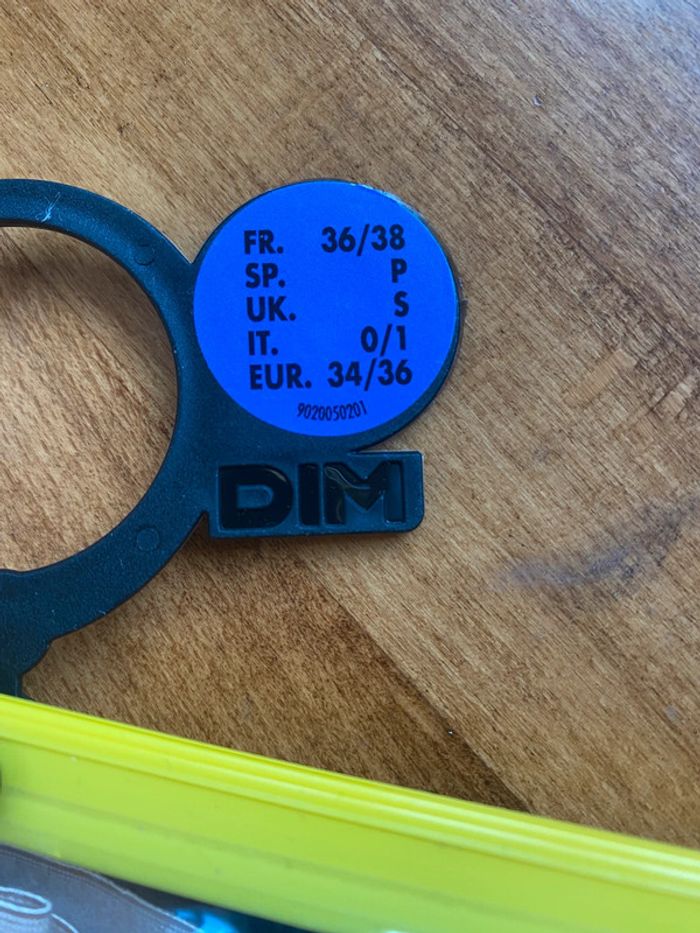 FR. 36/38
SP. P
UK. S
IT. 0/1
EUR. 34/36
9020050201
DIM